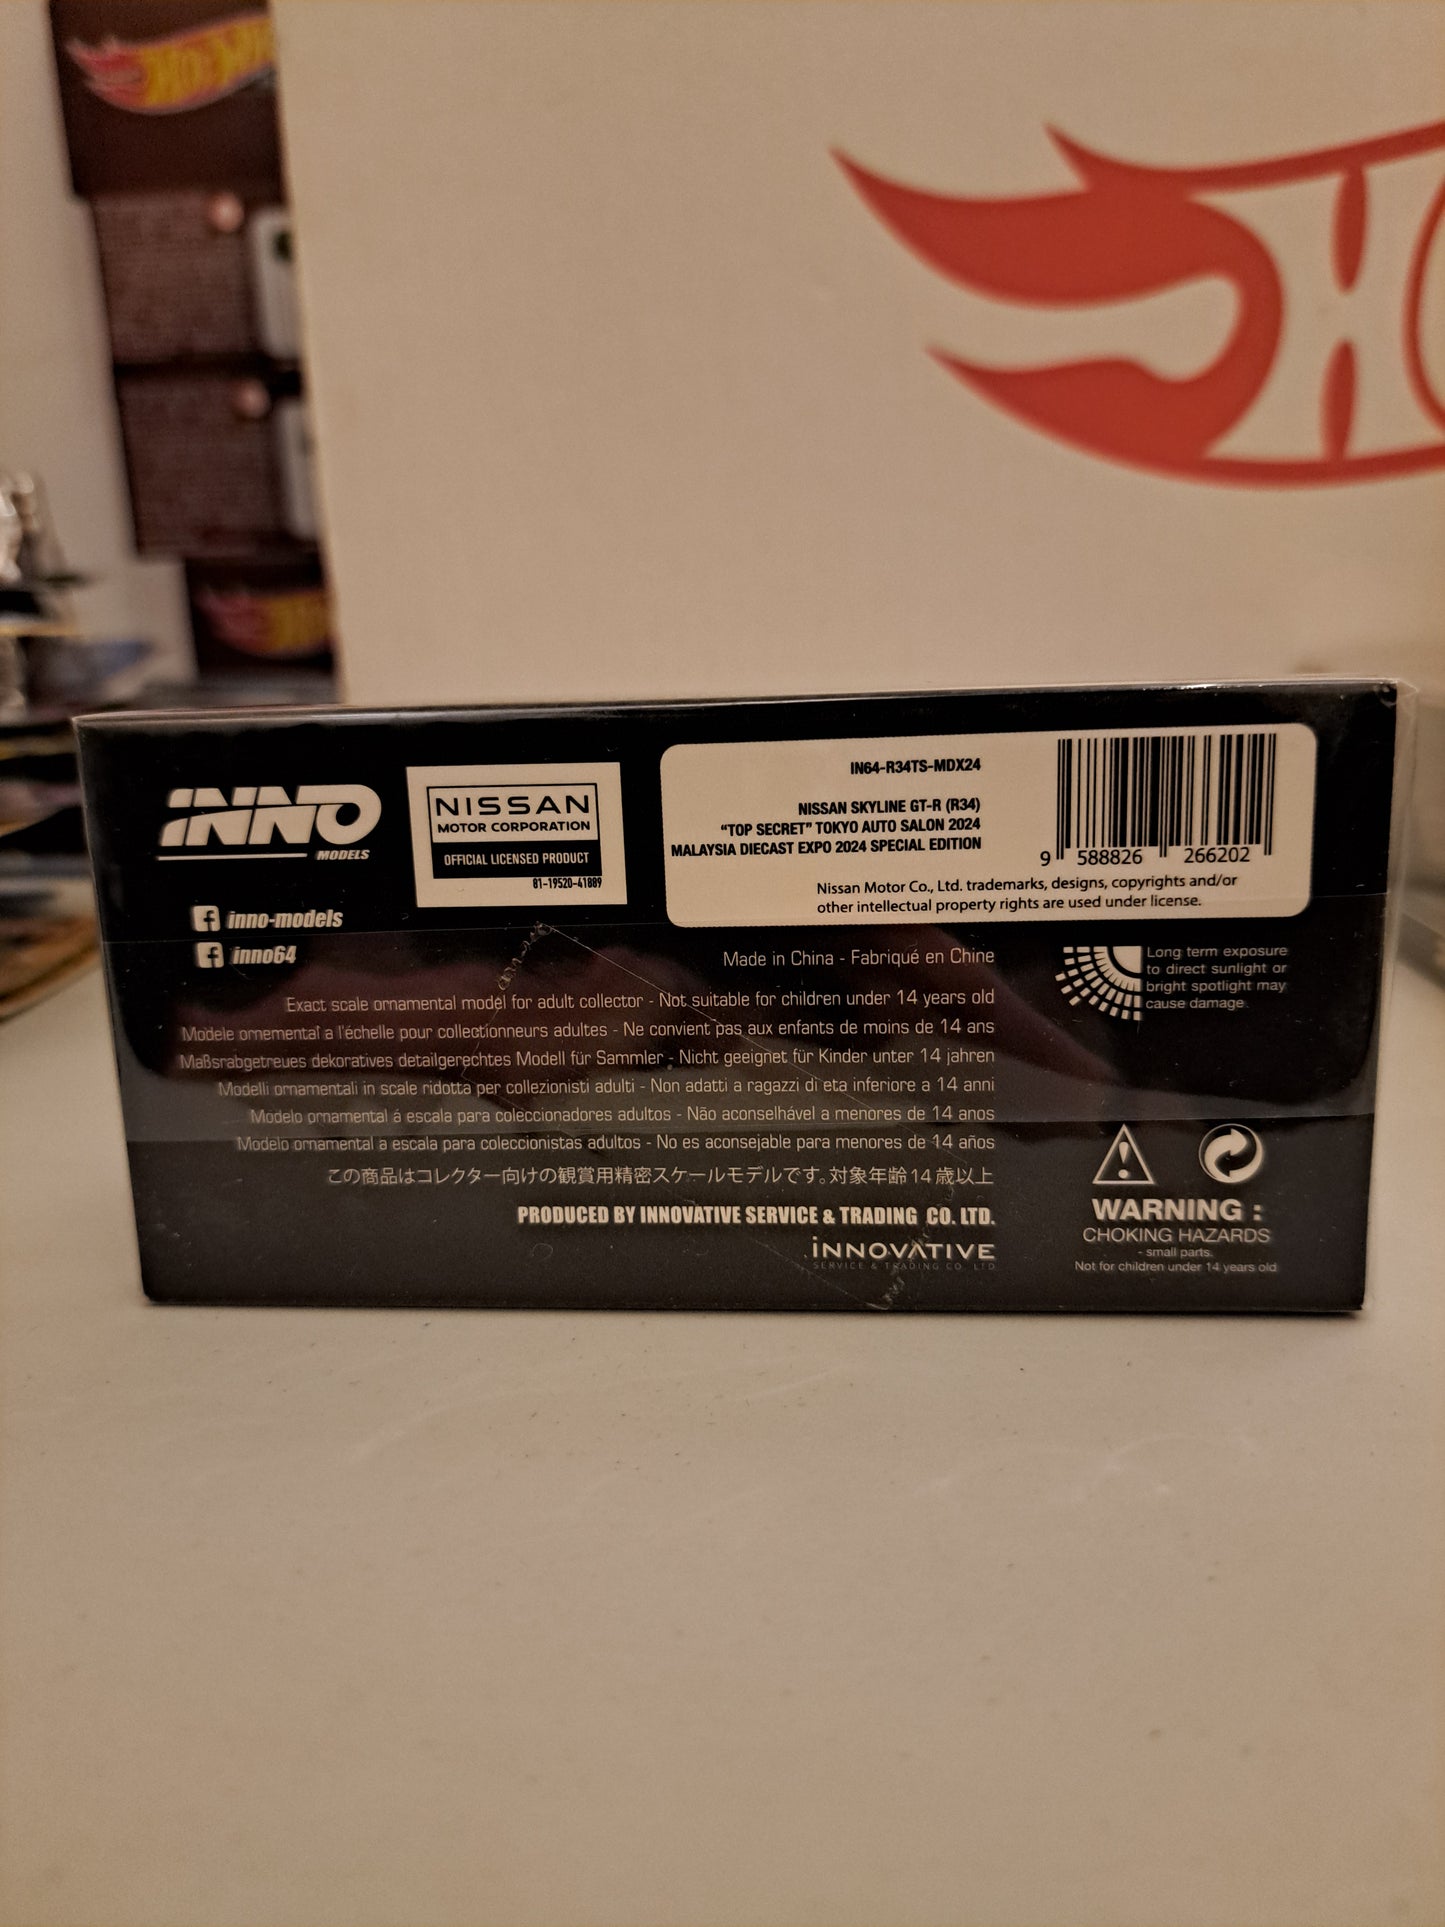 INNO
MODELS
inno-models
inno64
NISSAN
MOTOR CORPORATION
OFFICIAL LICENSED PRODUCT
81-19520-41889
IN64-R34TS-MDX24
NISSAN SKYLINE GT-R (R34)
"TOP SECRET" TOKYO AUTO SALON 2024
MALAYSIA DIECAST EXPO 2024 SPECIAL EDITION
9 588826 266202
Nissan Motor Co., Ltd. trademarks, designs, copyrights and/or
other intellectual property rights are used under license.
Made in China - Fabriqué en Chine
Long term exposure
to direct sunlight or
bright spotlight may
cause damage.
Exact scale ornamental model for adult collector - Not suitable for children under 14 years old
Modele ornemental a l'échelle pour collectionneurs adultes - Ne convient pas aux enfants de moins de 14 ans
Maßsrabgetreues dekoratives detailgerechtes Modell für Sammler - Nicht geeignet für Kinder unter 14 jahren
Modelli ornamentali in scale ridotta per collezionisti adulti - Non adatti a ragazzi di eta inferiore a 14 anni
Modelo ornamental á escala para coleccionadores adultos - Não aconselhável a menores de 14 anos
Modelo ornamental a escala para coleccionistas adultos - No es aconsejable para menores de 14 años
この商品はコレクター向けの観賞用精密スケールモデルです。対象年齢14歳以上
PRODUCED BY INNOVATIVE SERVICE & TRADING CO. LTD.
INNOVATIVE
SERVICE & TRADING CO. LTD
WARNING :
CHOKING HAZARDS
- small parts.
Not for children under 14 years old